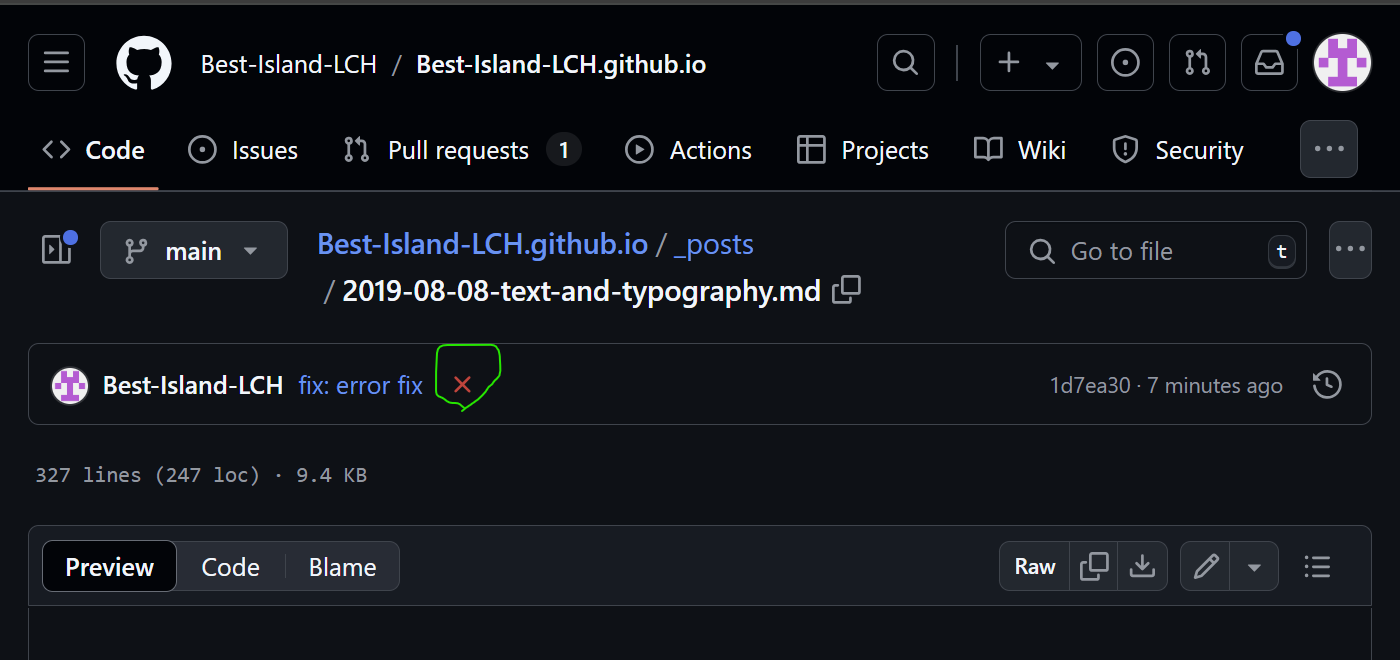 Best-Island-LCH / Best-Island-LCH.github.io
Code Issues Pull requests 1 Actions Projects Wiki Security
main Best-Island-LCH.github.io / _posts Go to file t
/ 2019-08-08-text-and-typography.md
Best-Island-LCH fix: error fix 1d7ea30 · 7 minutes ago
327 lines (247 loc) · 9.4 KB
Preview Code Blame Raw